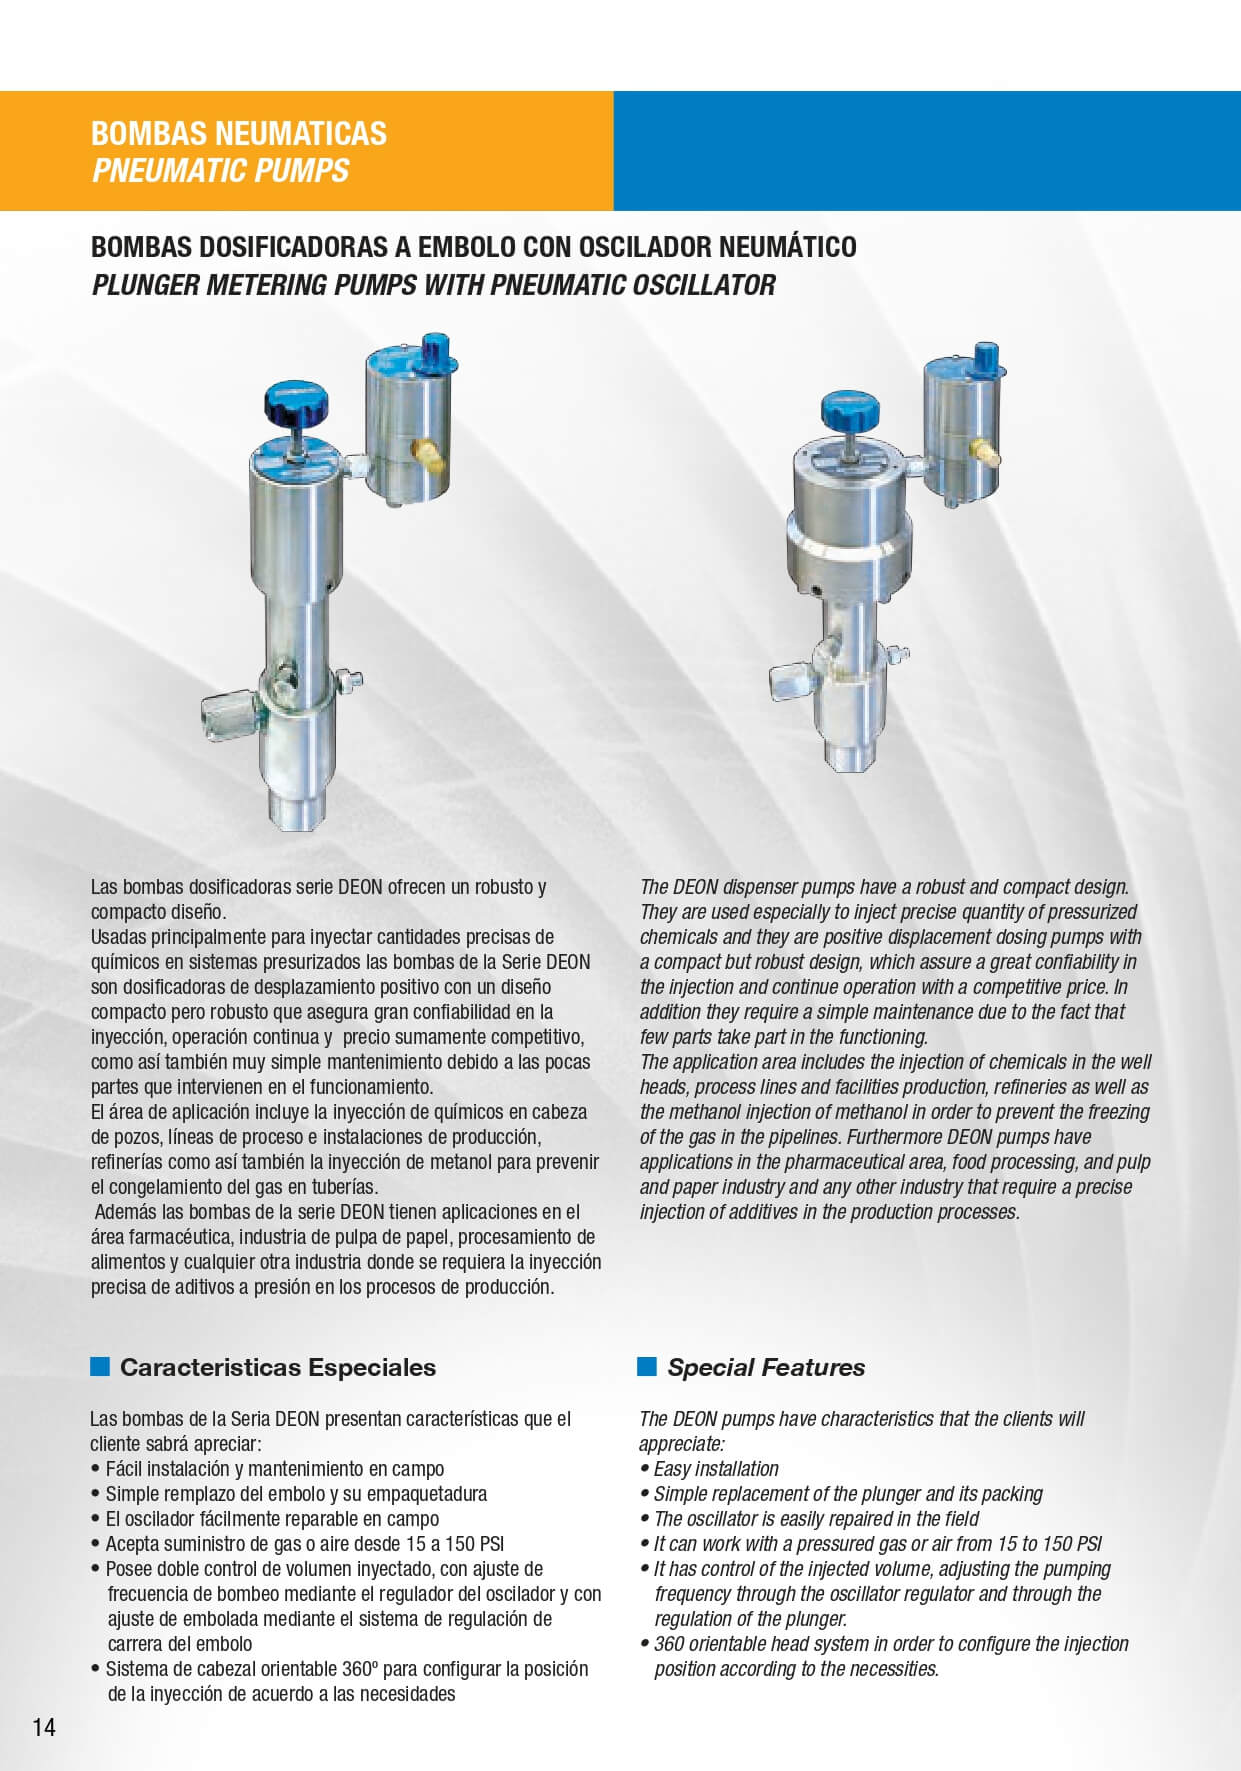 BOMBAS NEUMATICAS
PNEUMATIC PUMPS
BOMBAS DOSIFICADORAS A EMBOLO CON OSCILADOR NEUMÁTICO
PLUNGER METERING PUMPS WITH PNEUMATIC OSCILLATOR
Las bombas dosificadoras serie DEON ofrecen un robusto y
compacto diseño.
Usadas principalmente para inyectar cantidades precisas de
químicos en sistemas presurizados las bombas de la Serie DEON
son dosificadoras de desplazamiento positivo con un diseño
compacto pero robusto que asegura gran confiabilidad en la
inyección, operación continua y  precio sumamente competitivo,
como así también muy simple mantenimiento debido a las pocas
partes que intervienen en el funcionamiento.
El área de aplicación incluye la inyección de químicos en cabeza
de pozos, líneas de proceso e instalaciones de producción,
refinerías como así también la inyección de metanol para prevenir
el congelamiento del gas en tuberías.
Además las bombas de la serie DEON tienen aplicaciones en el
área farmacéutica, industria de pulpa de papel, procesamiento de
alimentos y cualquier otra industria donde se requiera la inyección
precisa de aditivos a presión en los procesos de producción.
The DEON dispenser pumps have a robust and compact design.
They are used especially to inject precise quantity of pressurized
chemicals and they are positive displacement dosing pumps with
a compact but robust design, which assure a great confiability in
the injection and continue operation with a competitive price. In
addition they require a simple maintenance due to the fact that
few parts take part in the functioning.
The application area includes the injection of chemicals in the well
heads, process lines and facilities production, refineries as well as
the methanol injection of methanol in order to prevent the freezing
of the gas in the pipelines. Furthermore DEON pumps have
applications in the pharmaceutical area, food processing, and pulp
and paper industry and any other industry that require a precise
injection of additives in the production processes.
Caracteristicas Especiales
Las bombas de la Seria DEON presentan características que el
cliente sabrá apreciar:
• Fácil instalación y mantenimiento en campo
• Simple remplazo del embolo y su empaquetadura
• El oscilador fácilmente reparable en campo
• Acepta suministro de gas o aire desde 15 a 150 PSI
• Posee doble control de volumen inyectado, con ajuste de
frecuencia de bombeo mediante el regulador del oscilador y con
ajuste de embolada mediante el sistema de regulación de
carrera del embolo
• Sistema de cabezal orientable 360º para configurar la posición
de la inyección de acuerdo a las necesidades
Special Features
The DEON pumps have characteristics that the clients will
appreciate:
• Easy installation
• Simple replacement of the plunger and its packing
• The oscillator is easily repaired in the field
• It can work with a pressured gas or air from 15 to 150 PSI
• It has control of the injected volume, adjusting the pumping
frequency through the oscillator regulator and through the
regulation of the plunger.
• 360 orientable head system in order to configure the injection
position according to the necessities.
14